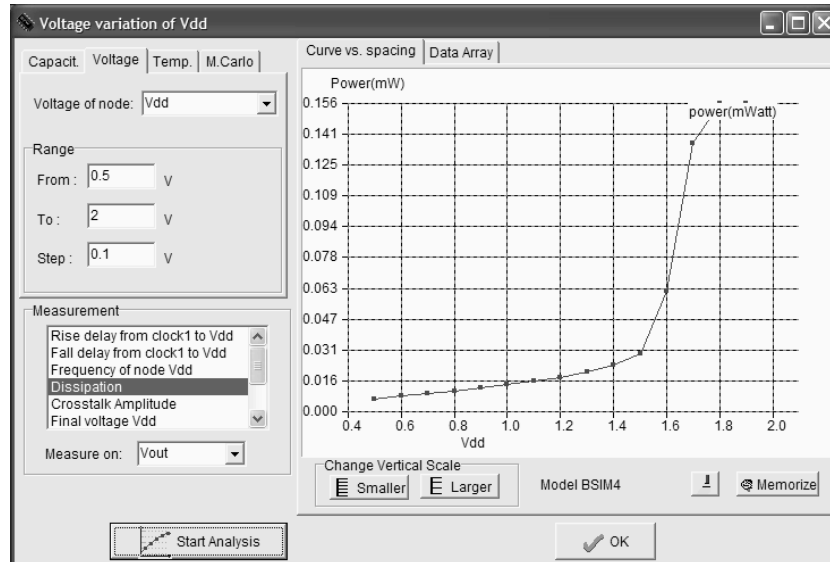 Voltage variation of Vdd
Capacit. Voltage Temp. M.Carlo
Voltage of node: Vdd
Range
From : 0.5 V
To : 2 V
Step : 0.1 V
Measurement
Rise delay from clock1 to Vdd
Fall delay from clock1 to Vdd
Frequency of node Vdd
Dissipation
Crosstalk Amplitude
Final voltage Vdd
Measure on: Vout
Start Analysis
Curve vs. spacing Data Array
Power(mW)
0.156
power(mWatt)
0.141
0.125
0.109
0.094
0.078
0.063
0.047
0.031
0.016
0.000
0.4 0.6 0.8 1.0 1.2 1.4 1.6 1.8 2.0
Vdd
Change Vertical Scale
Smaller Larger
Model BSIM4
Memorize
OK